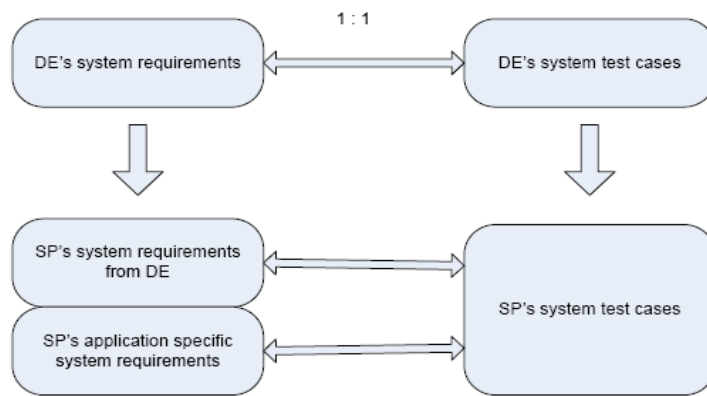 1 : 1
DE's system requirements
DE's system test cases
SP's system requirements
from DE
SP's system test cases
SP's application specific
system requirements